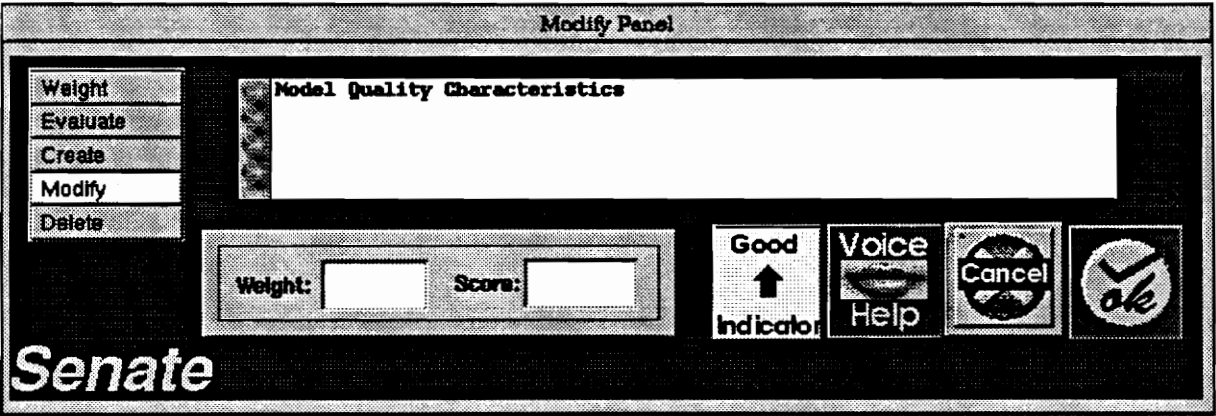 Modify Panel
Weight
Evaluate
Create
Modify
Delete
Model Quality Characteristics
Weight:
Score:
Good
Indicator
Voice
Help
Cancel
ok
Senate